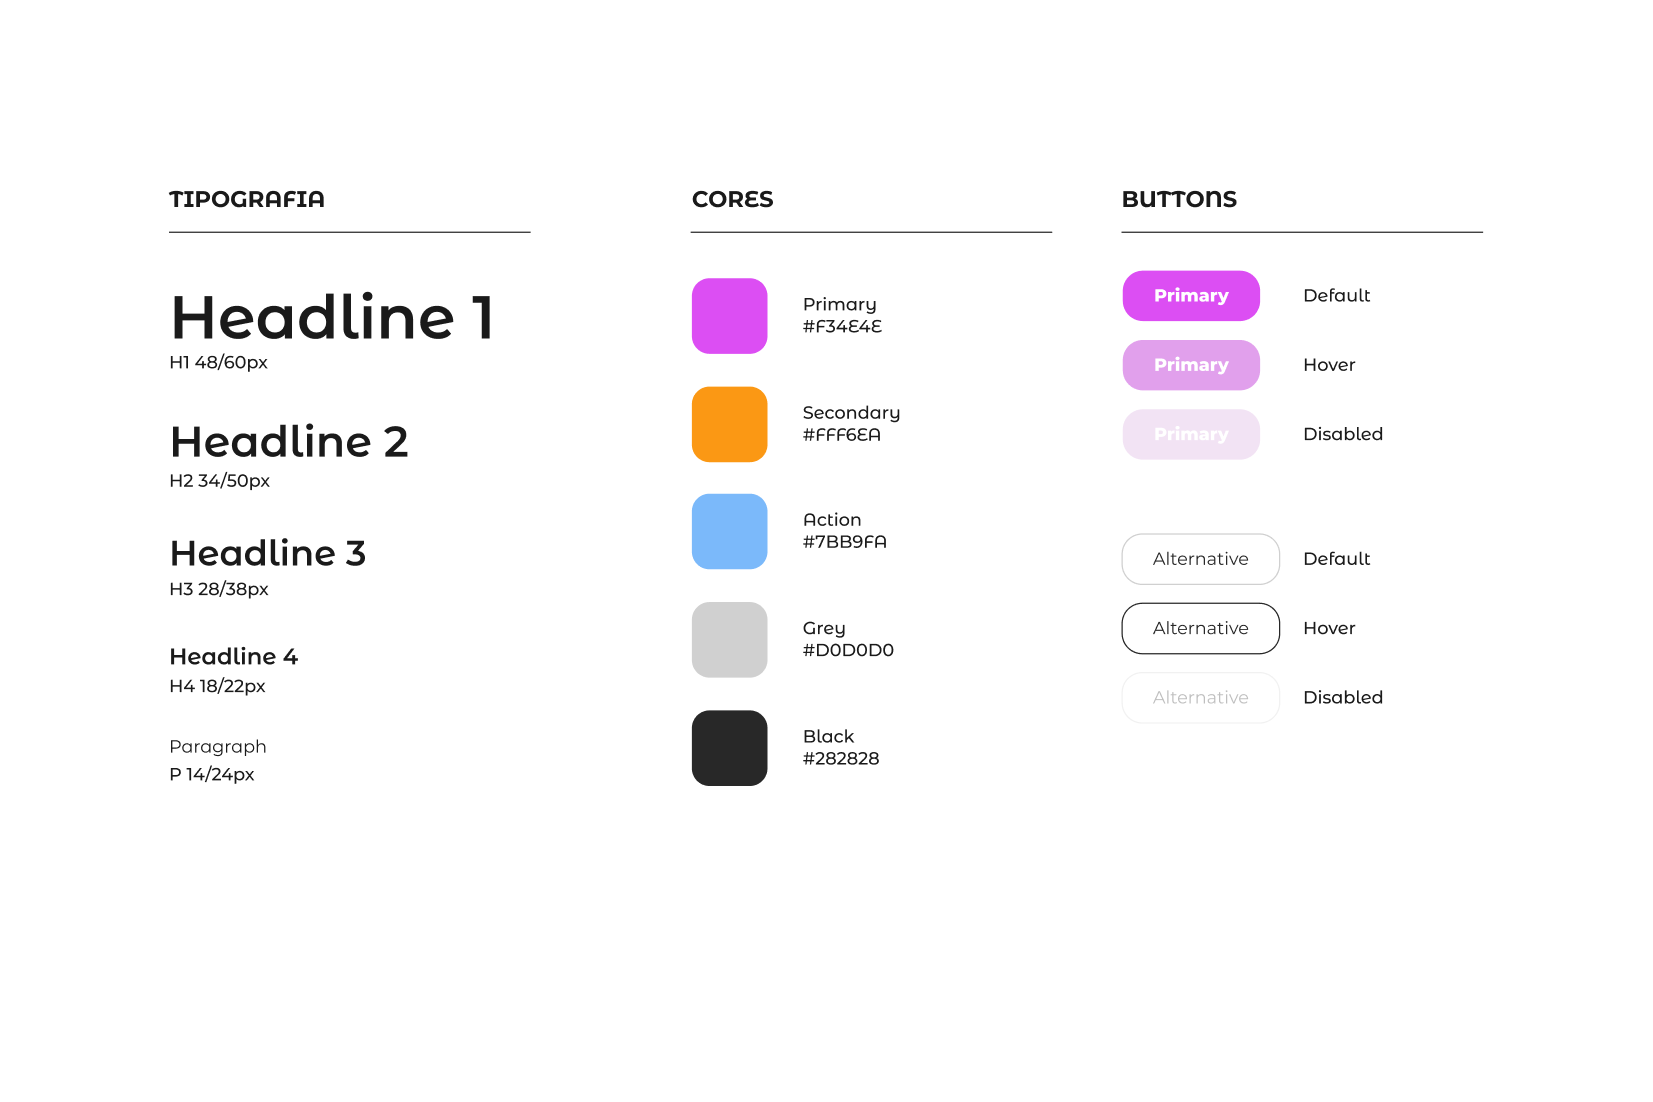 TIPOGRAFIA
Headline 1
H1 48/60px
Headline 2
H2 34/50px
Headline 3
H3 28/38px
Headline 4
H4 18/22px
Paragraph
P 14/24px
CORES
Primary
#F34E4E
Secondary
#FFF6EA
Action
#7BB9FA
Grey
#D0D0D0
Black
#282828
BUTTONS
Primary Default
Primary Hover
Primary Disabled
Alternative Default
Alternative Hover
Alternative Disabled